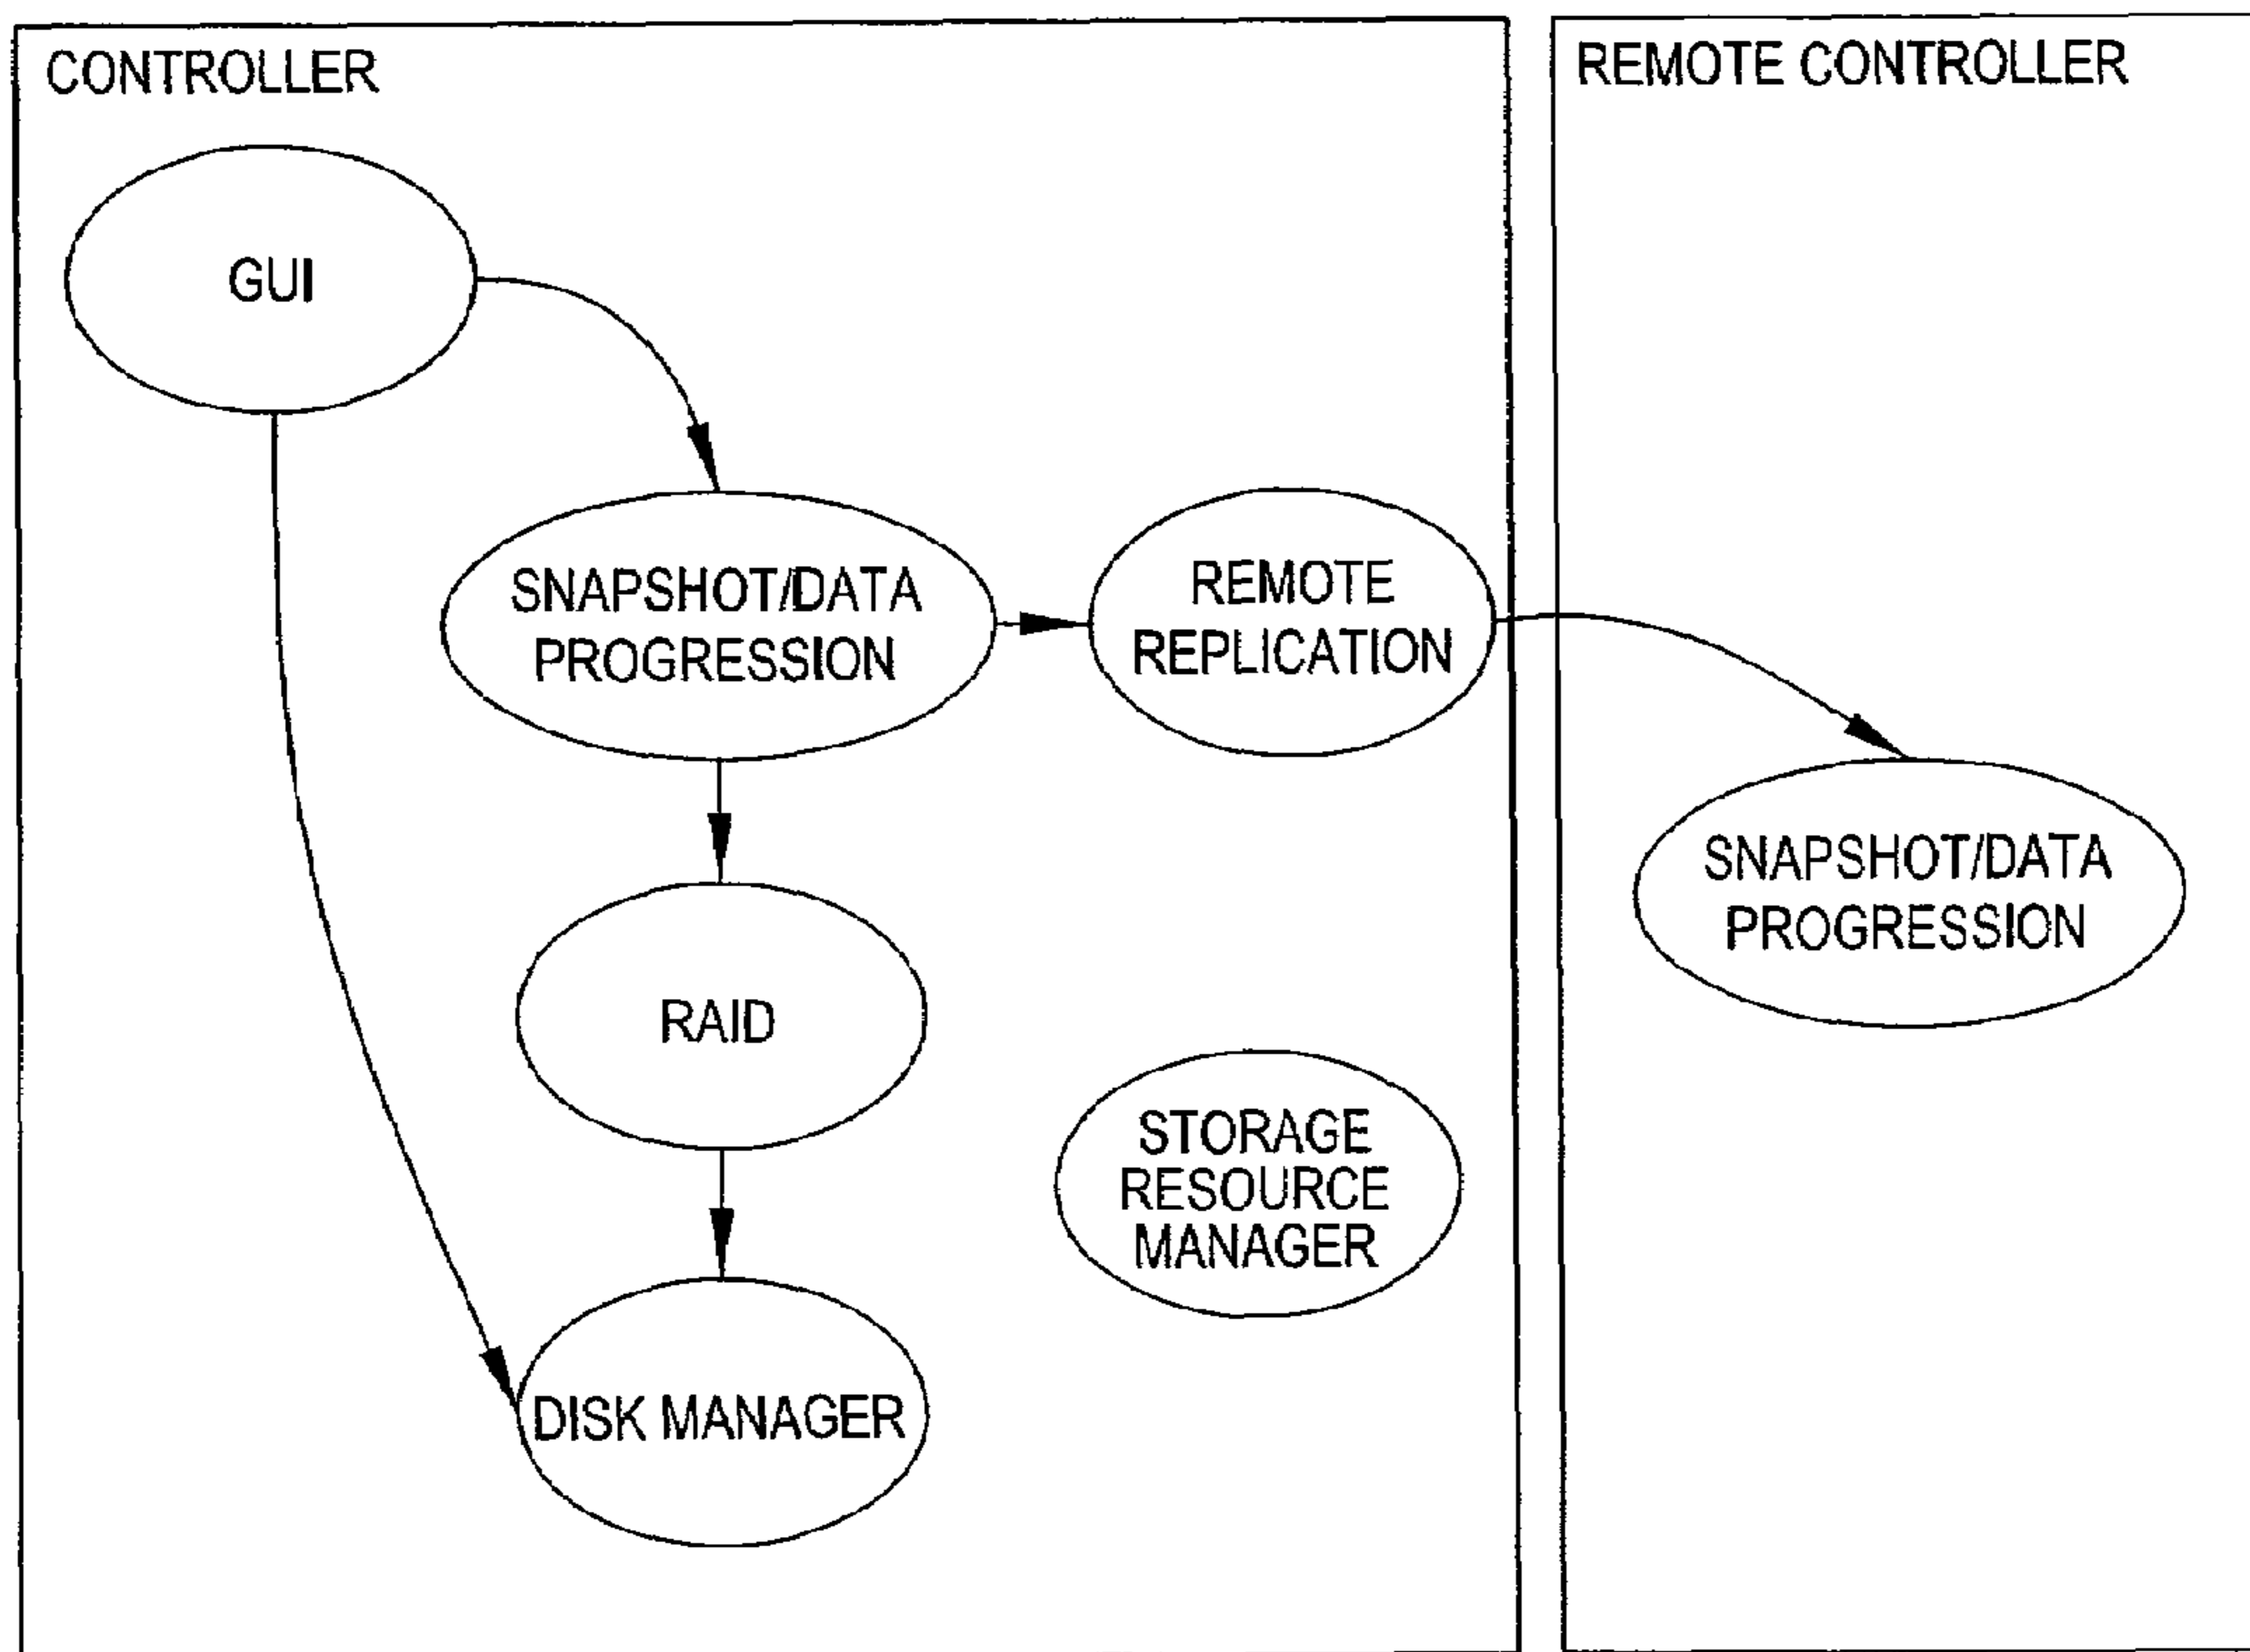 CONTROLLER
REMOTE CONTROLLER
GUI
SNAPSHOT/DATA
PROGRESSION
REMOTE
REPLICATION
SNAPSHOT/DATA
PROGRESSION
RAID
STORAGE
RESOURCE
MANAGER
DISK MANAGER